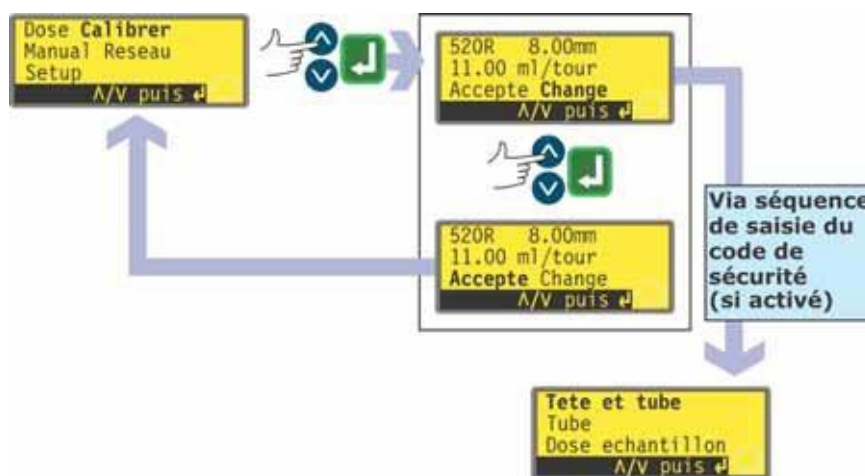 Dose Calibrer
Manual Reseau
Setup
Λ/V puis ↲
520R 8.00mm
11.00 ml/tour
Accepte Change
Λ/V puis ↲
520R 8.00mm
11.00 ml/tour
Accepte Change
Λ/V puis ↲
Via séquence
de saisie du
code de
sécurité
(si activé)
Tete et tube
Tube
Dose echantillon
Λ/V puis ↲